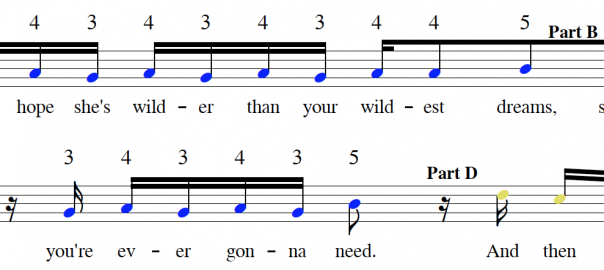 4 3 4 3 4 3 4 4 5 Part B
hope she's wild - er than your wild - est dreams, s
3 4 3 4 3 5 Part D
you're ev - er gon - na need. And then